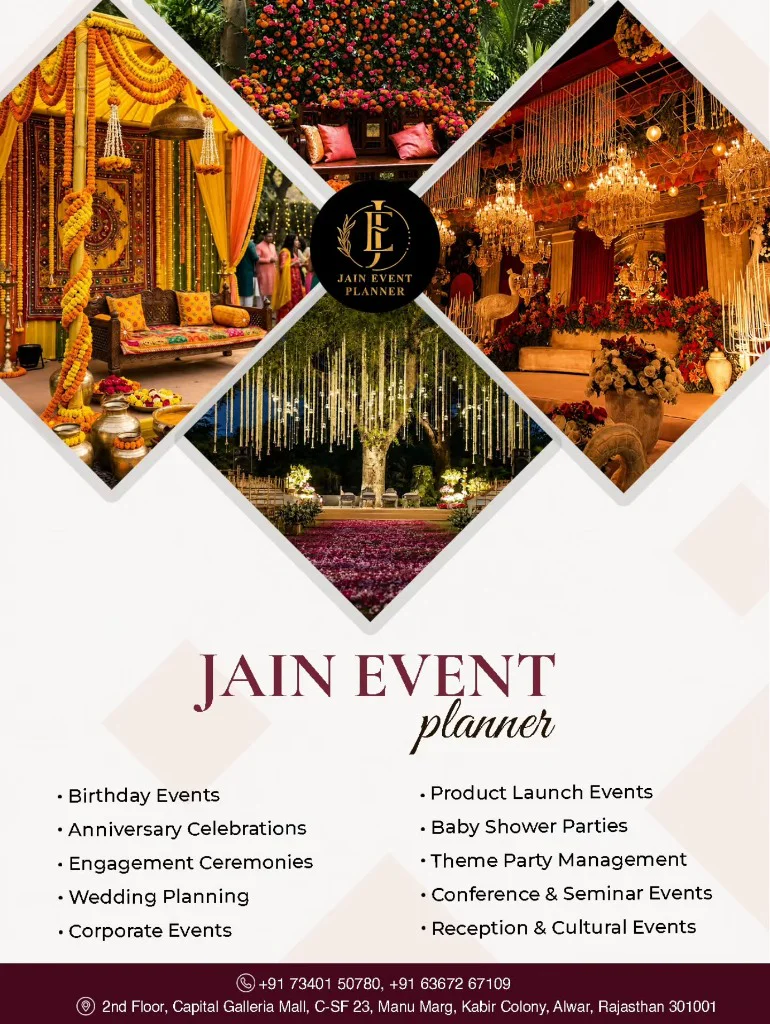 JE
JAIN EVENT
PLANNER
JAIN EVENT
planner
• Birthday Events
• Anniversary Celebrations
• Engagement Ceremonies
• Wedding Planning
• Corporate Events
• Product Launch Events
• Baby Shower Parties
• Theme Party Management
• Conference & Seminar Events
• Reception & Cultural Events
+91 73401 50780, +91 63672 67109
2nd Floor, Capital Galleria Mall, C-SF 23, Manu Marg, Kabir Colony, Alwar, Rajasthan 301001